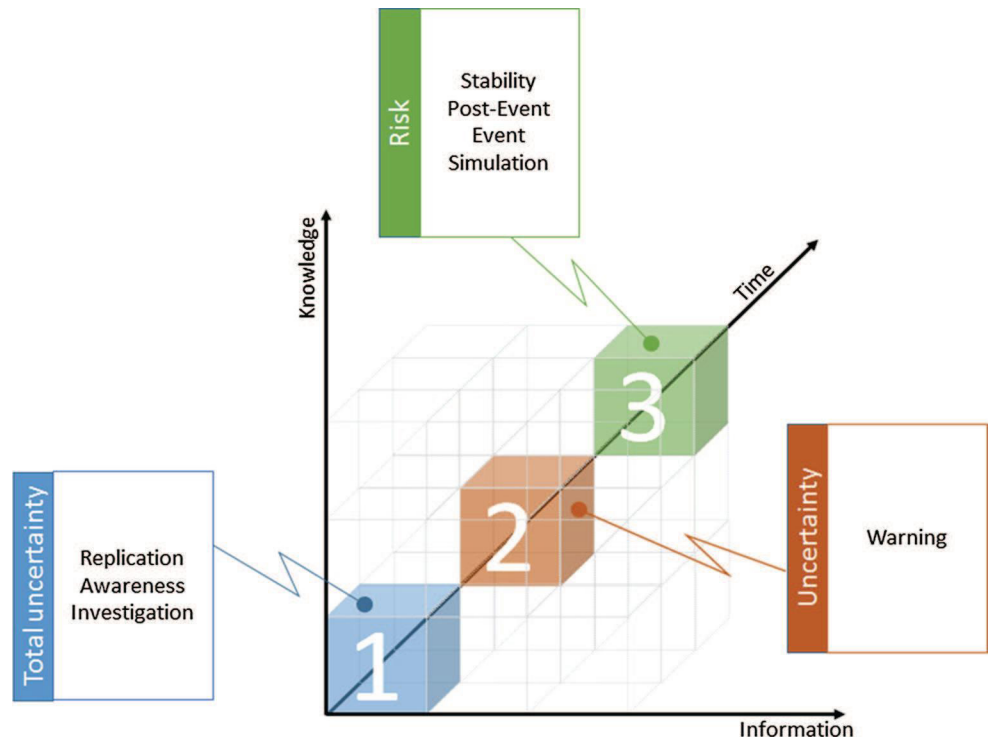 Risk
Stability
Post-Event
Event
Simulation
Knowledge
Time
3
2
Uncertainty
Warning
Total uncertainty
Replication
Awareness
Investigation
1
Information